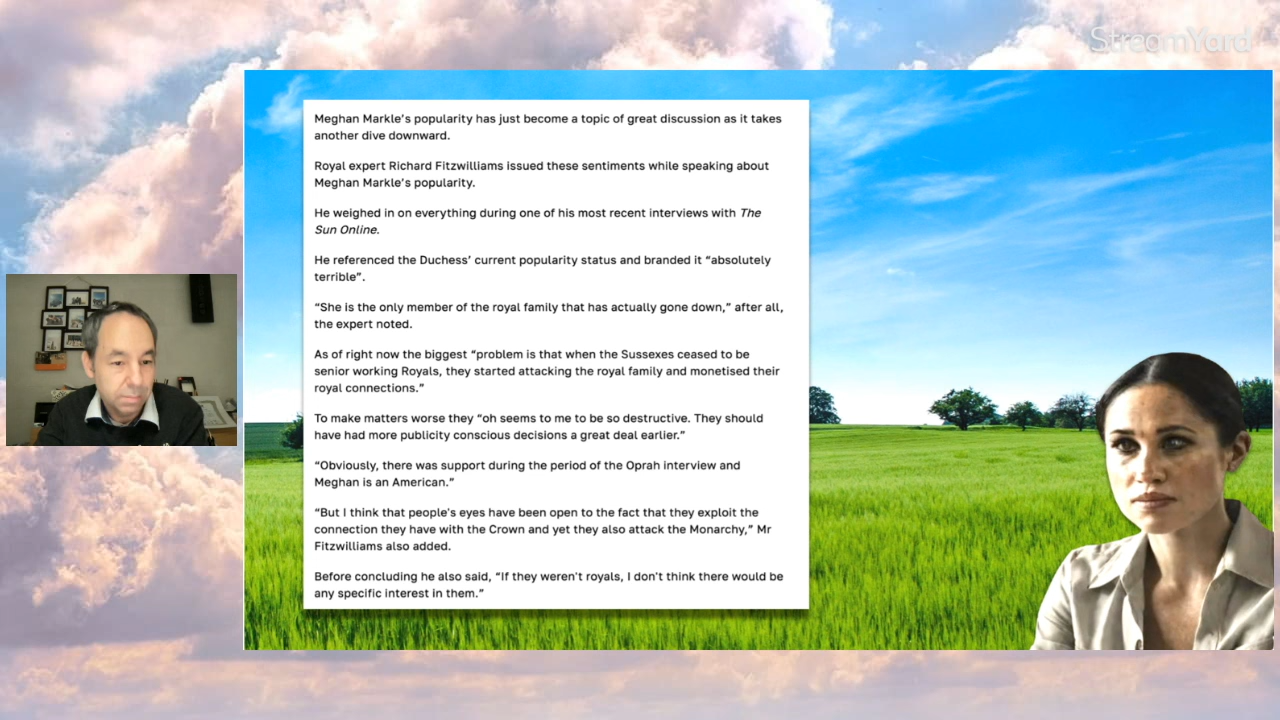 StreamYard
Meghan Markle’s popularity has just become a topic of great discussion as it takes
another dive downward.
Royal expert Richard Fitzwilliams issued these sentiments while speaking about
Meghan Markle’s popularity.
He weighed in on everything during one of his most recent interviews with The
Sun Online.
He referenced the Duchess’ current popularity status and branded it “absolutely
terrible”.
“She is the only member of the royal family that has actually gone down,” after all,
the expert noted.
As of right now the biggest “problem is that when the Sussexes ceased to be
senior working Royals, they started attacking the royal family and monetised their
royal connections.”
To make matters worse they “oh seems to me to be so destructive. They should
have had more publicity conscious decisions a great deal earlier.”
“Obviously, there was support during the period of the Oprah interview and
Meghan is an American.”
“But I think that people's eyes have been open to the fact that they exploit the
connection they have with the Crown and yet they also attack the Monarchy,” Mr
Fitzwilliams also added.
Before concluding he also said, “If they weren't royals, I don't think there would be
any specific interest in them.”